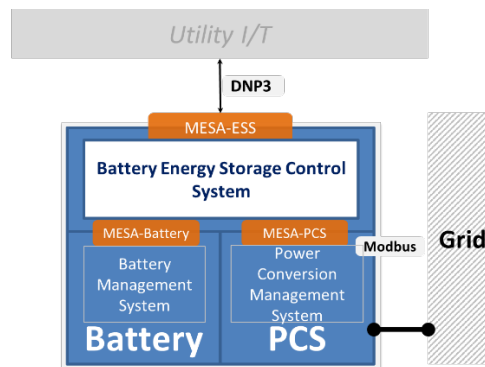 Utility I/T
DNP3
MESA-ESS
Battery Energy Storage Control
System
MESA-Battery
MESA-PCS
Modbus
Grid
Battery
Management
System
Power
Conversion
Management
System
Battery
PCS